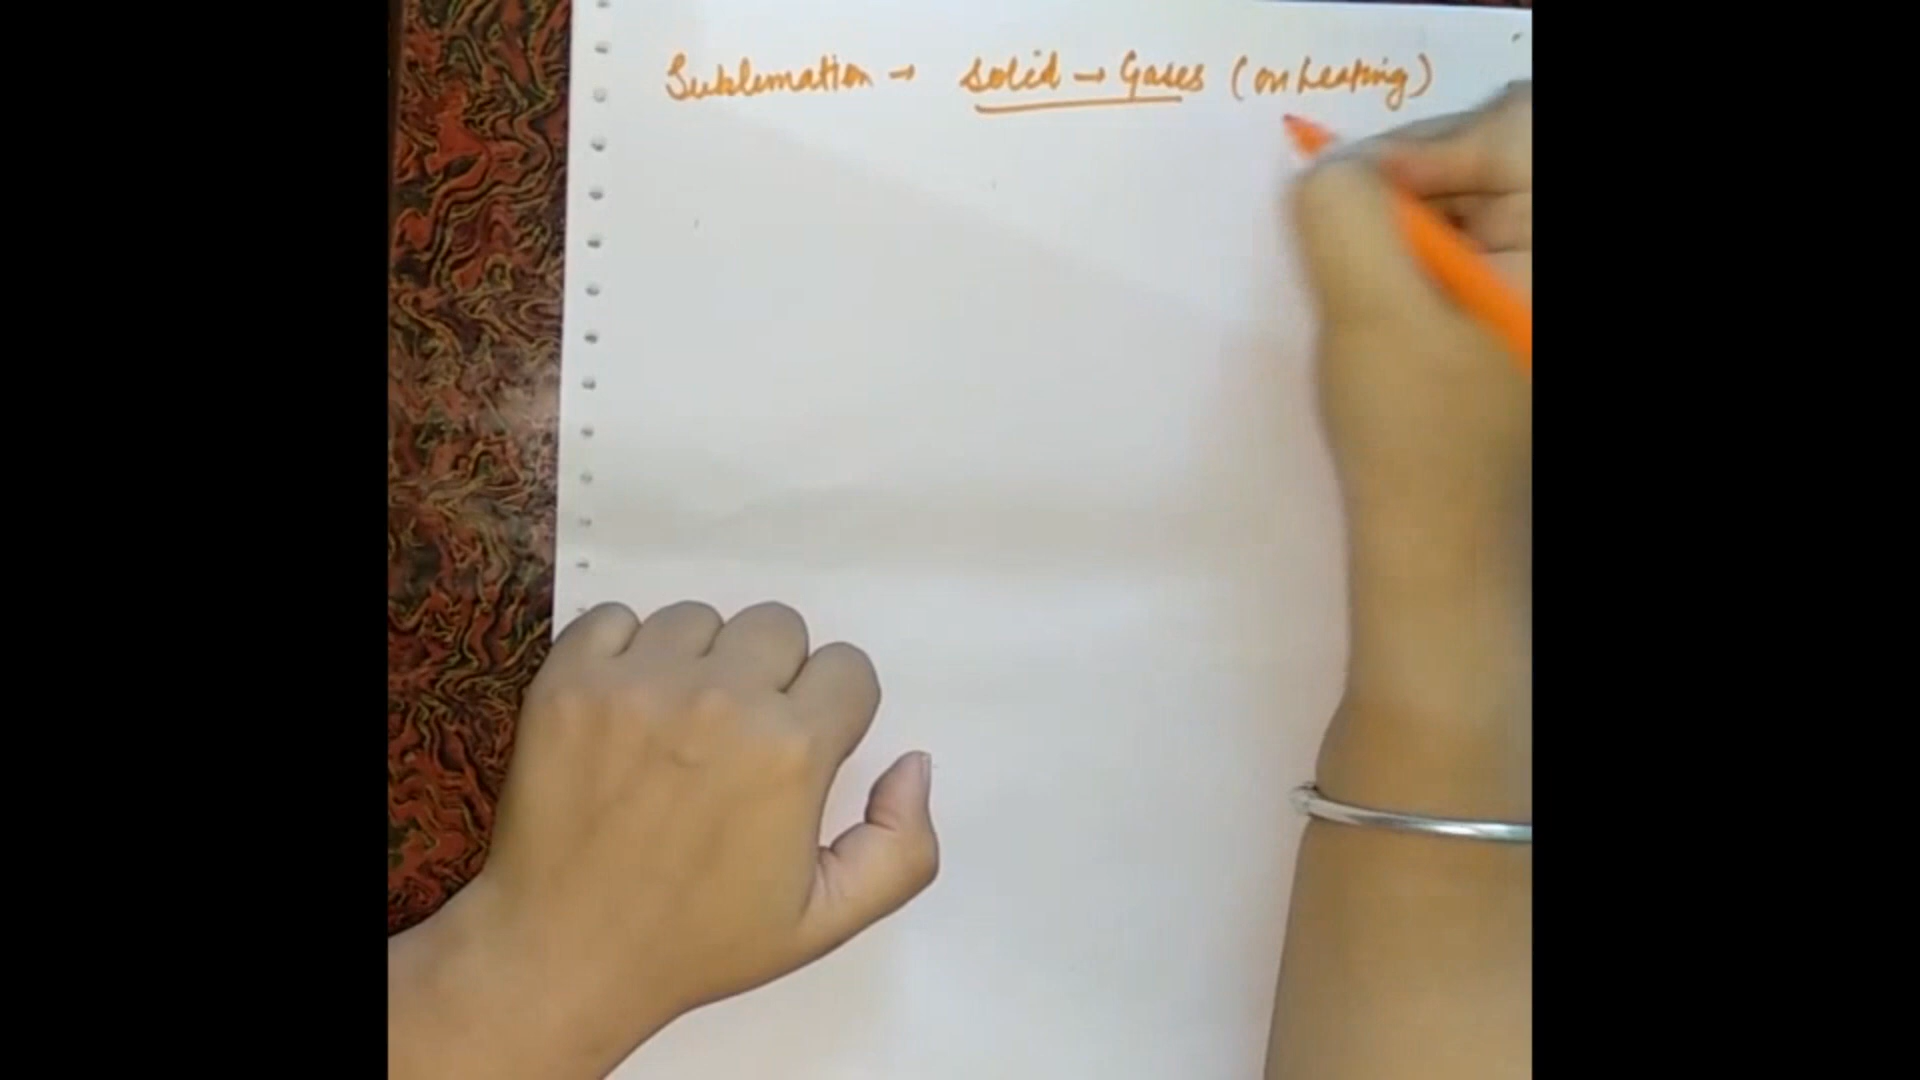 Sublimation → Solid → Gases (on heating)